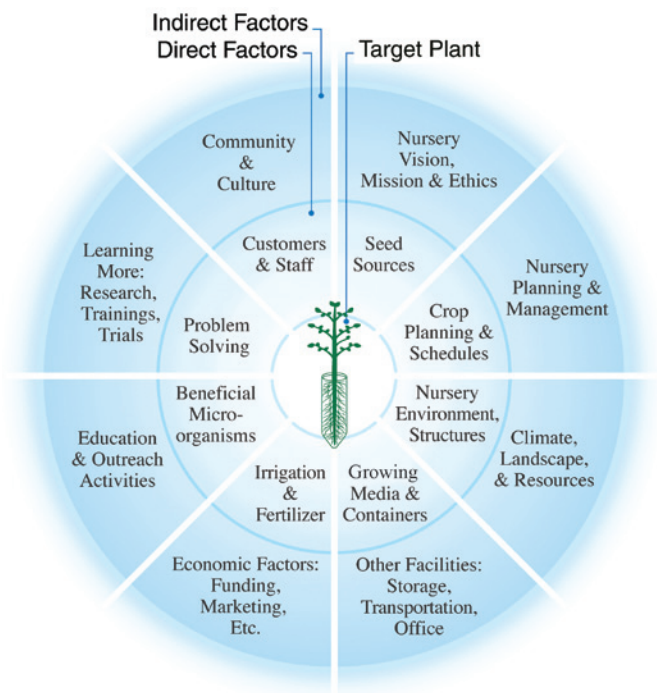 Indirect Factors
Direct Factors
Target Plant
Community
&
Culture
Nursery
Vision,
Mission & Ethics
Customers
& Staff
Seed
Sources
Learning
More:
Research,
Trainings,
Trials
Nursery
Planning &
Management
Problem
Solving
Crop
Planning &
Schedules
Beneficial
Micro-
organisms
Nursery
Environment,
Structures
Education
& Outreach
Activities
Climate,
Landscape,
& Resources
Irrigation
&
Fertilizer
Growing
Media &
Containers
Economic Factors:
Funding,
Marketing,
Etc.
Other Facilities:
Storage,
Transportation,
Office